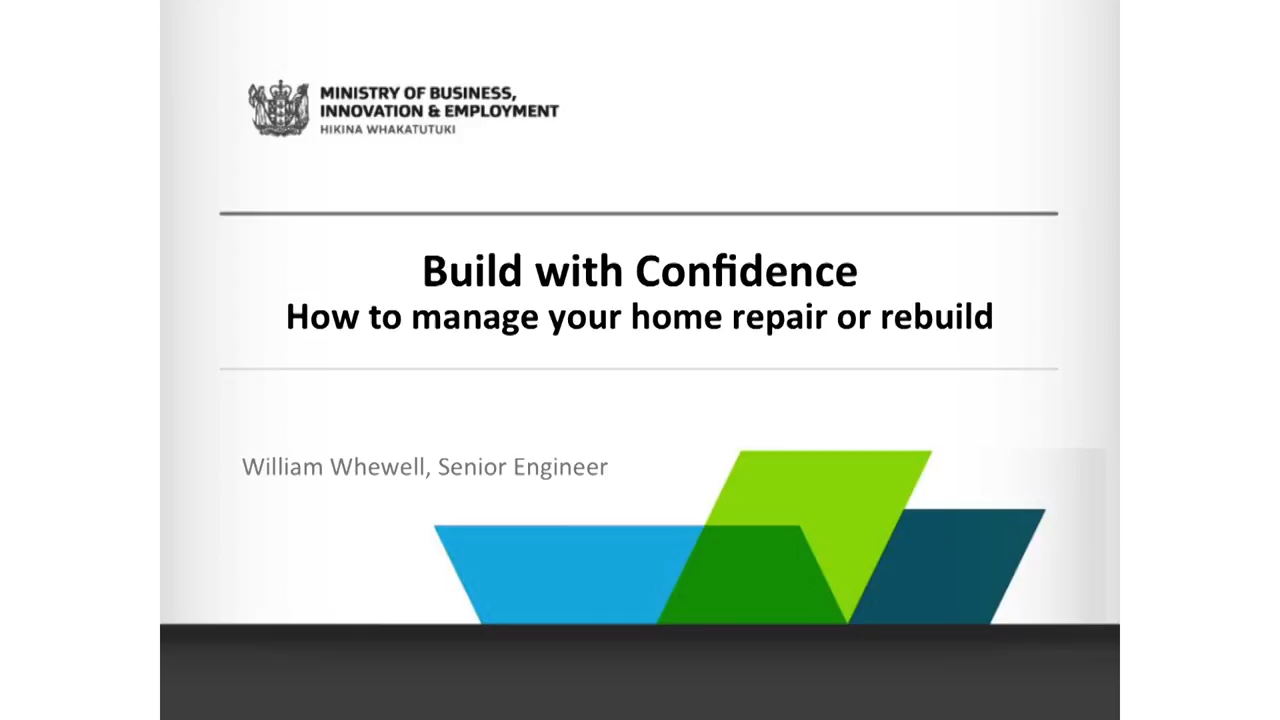 MINISTRY OF BUSINESS,
INNOVATION & EMPLOYMENT
HIKINA WHAKATUTUKI
Build with Confidence
How to manage your home repair or rebuild
William Whewell, Senior Engineer